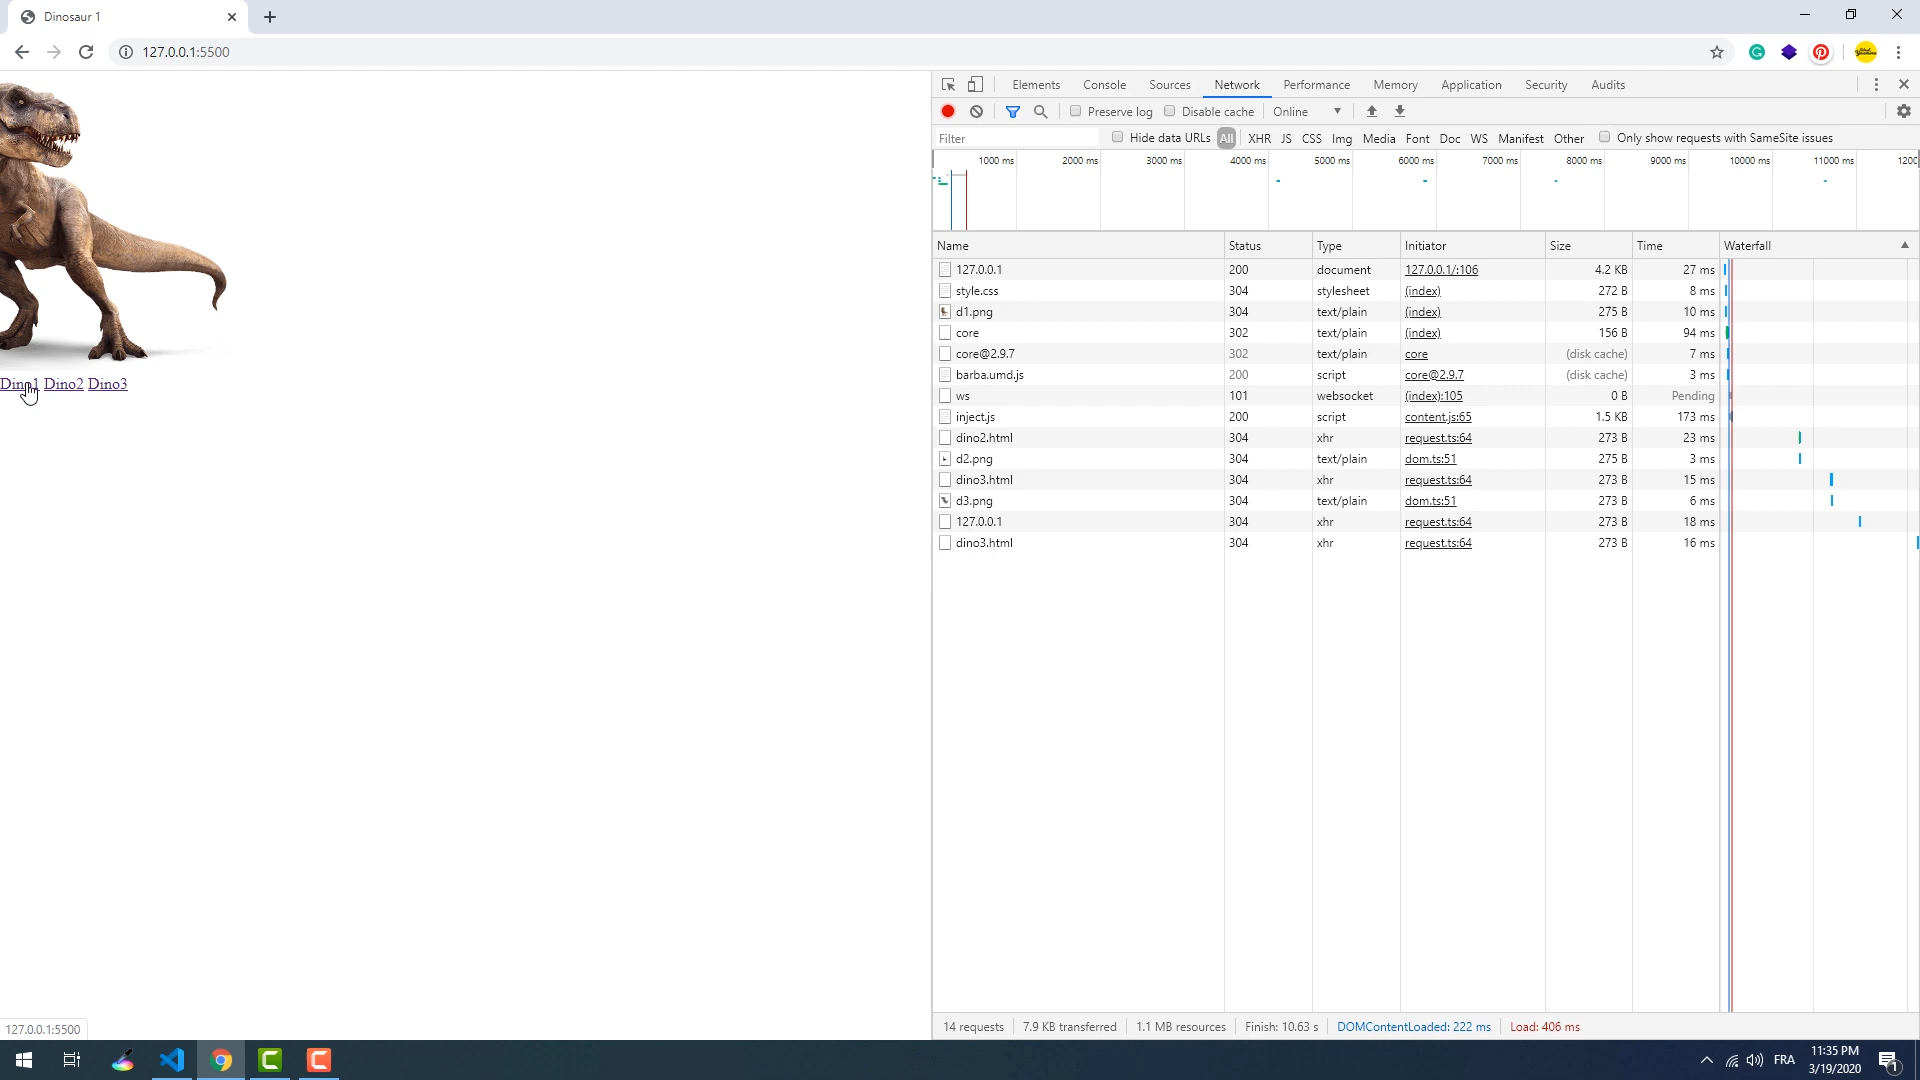 Dinosaur 1
127.0.0.1:5500
Elements Console Sources Network Performance Memory Application Security Audits
Preserve log Disable cache Online
Filter Hide data URLs All XHR JS CSS Img Media Font Doc WS Manifest Other Only show requests with SameSite issues
1000 ms 2000 ms 3000 ms 4000 ms 5000 ms 6000 ms 7000 ms 8000 ms 9000 ms 10000 ms 11000 ms 1200
Name Status Type Initiator Size Time Waterfall
127.0.0.1 200 document 127.0.0.1/:106 4.2 KB 27 ms
style.css 304 stylesheet (index) 272 B 8 ms
d1.png 304 text/plain (index) 275 B 10 ms
core 302 text/plain (index) 156 B 94 ms
core@2.9.7 302 text/plain core (disk cache) 7 ms
barba.umd.js 200 script core@2.9.7 (disk cache) 3 ms
ws 101 websocket (index):105 0 B Pending
inject.js 200 script content.js:65 1.5 KB 173 ms
dino2.html 304 xhr request.ts:64 273 B 23 ms
d2.png 304 text/plain dom.ts:51 275 B 3 ms
dino3.html 304 xhr request.ts:64 273 B 15 ms
d3.png 304 text/plain dom.ts:51 273 B 6 ms
127.0.0.1 304 xhr request.ts:64 273 B 18 ms
dino3.html 304 xhr request.ts:64 273 B 16 ms
Dino1 Dino2 Dino3
127.0.0.1:5500
14 requests 7.9 KB transferred 1.1 MB resources Finish: 10.63 s DOMContentLoaded: 222 ms Load: 406 ms
FRA
11:35 PM
3/19/2020
1